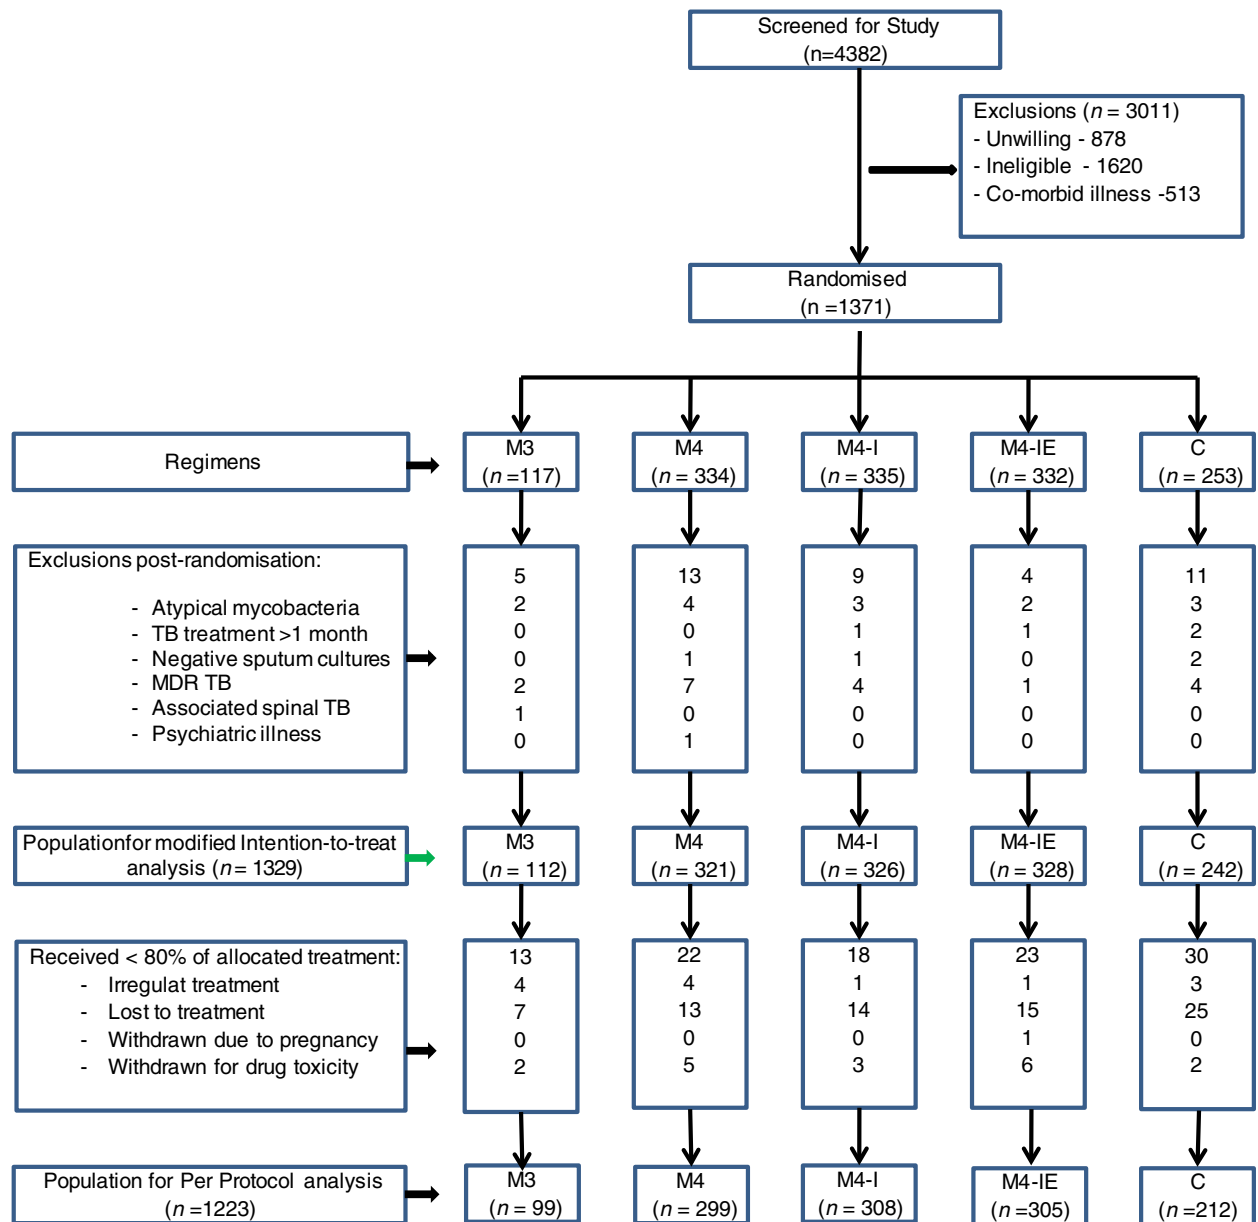 Screened for Study
(n=4382)
Exclusions (n = 3011)
- Unwilling - 878
- Ineligible - 1620
- Co-morbid illness -513
Randomised
(n =1371)
Regimens
M3
(n =117)
M4
(n = 334)
M4-I
(n = 335)
M4-IE
(n = 332)
C
(n = 253)
Exclusions post-randomisation:
- Atypical mycobacteria
- TB treatment >1 month
- Negative sputum cultures
- MDR TB
- Associated spinal TB
- Psychiatric illness
5
2
0
0
2
1
0
13
4
0
1
7
0
1
9
3
1
1
4
0
0
4
2
1
0
1
0
0
11
3
2
2
4
0
0
Populationfor modified Intention-to-treat
analysis (n = 1329)
M3
(n = 112)
M4
(n = 321)
M4-I
(n = 326)
M4-IE
(n = 328)
C
(n = 242)
Received < 80% of allocated treatment:
- Irregulat treatment
- Lost to treatment
- Withdrawn due to pregnancy
- Withdrawn for drug toxicity
13
4
7
0
2
22
4
13
0
5
18
1
14
0
3
23
1
15
1
6
30
3
25
0
2
Population for Per Protocol analysis
(n =1223)
M3
(n = 99)
M4
(n = 299)
M4-I
(n = 308)
M4-IE
(n =305)
C
(n =212)